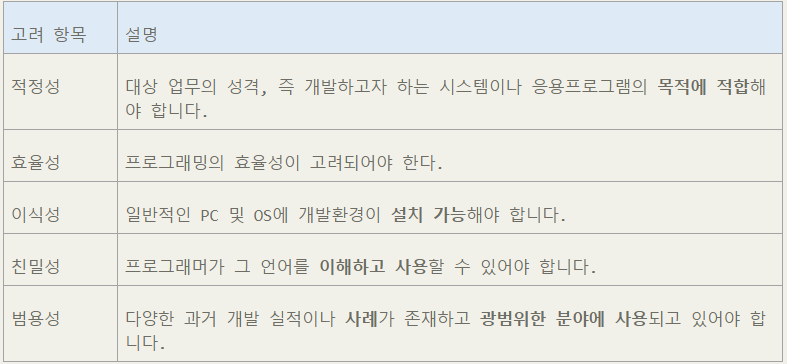 고려 항목
설명
적정성
대상 업무의 성격, 즉 개발하고자 하는 시스템이나 응용프로그램의 목적에 적합해
야 합니다.
효율성
프로그래밍의 효율성이 고려되어야 한다.
이식성
일반적인 PC 및 OS에 개발환경이 설치 가능해야 합니다.
친밀성
프로그래머가 그 언어를 이해하고 사용할 수 있어야 합니다.
범용성
다양한 과거 개발 실적이나 사례가 존재하고 광범위한 분야에 사용되고 있어야 합
니다.